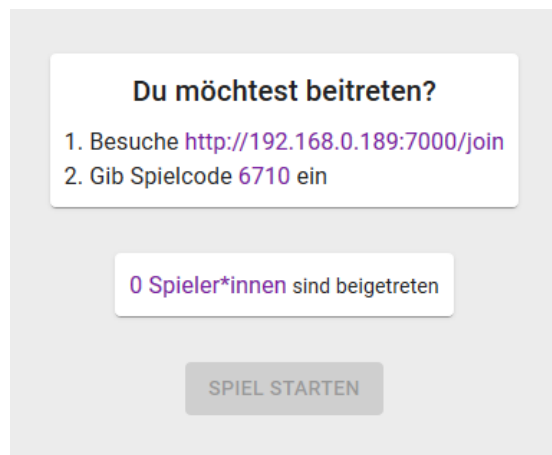 Du möchtest beitreten?
1. Besuche http://192.168.0.189:7000/join
2. Gib Spielcode 6710 ein
0 Spieler*innen sind beigetreten
SPIEL STARTEN